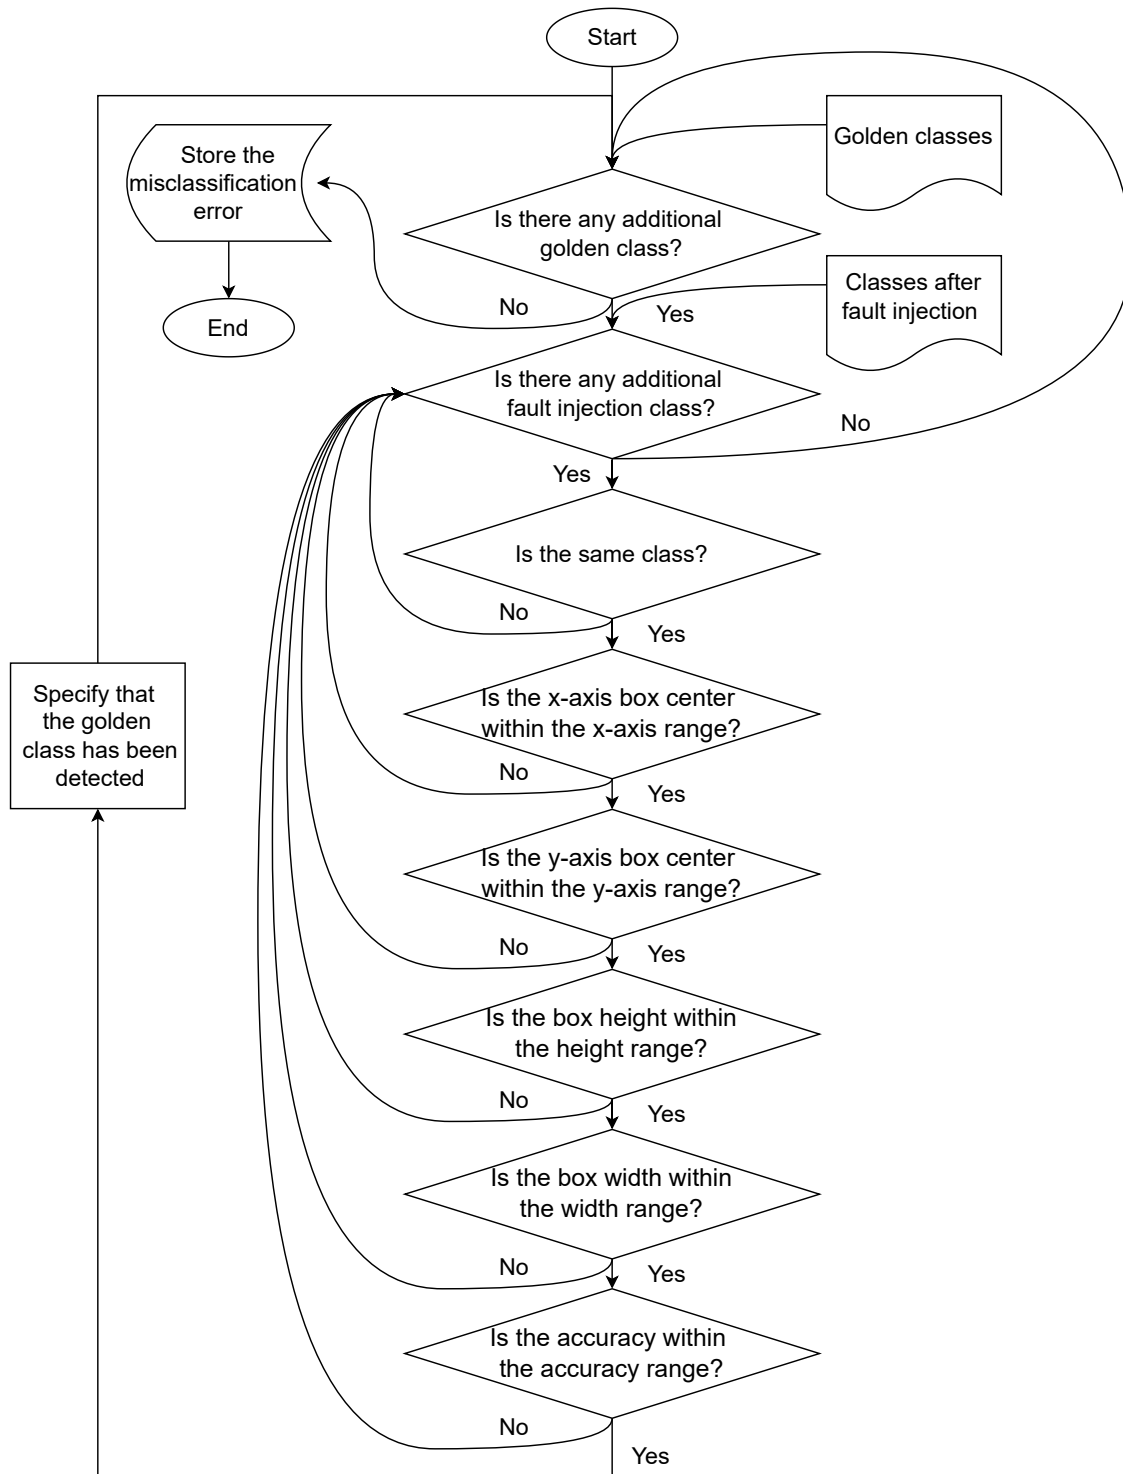 Start
Golden classes
Store the
misclassification
error
Is there any additional
golden class?
Classes after
fault injection
No
Yes
End
Is there any additional
fault injection class?
No
Yes
Is the same class?
No
Yes
Specify that
the golden
class has been
detected
Is the x-axis box center
within the x-axis range?
No
Yes
Is the y-axis box center
within the y-axis range?
No
Yes
Is the box height within
the height range?
No
Yes
Is the box width within
the width range?
No
Yes
Is the accuracy within
the accuracy range?
No
Yes